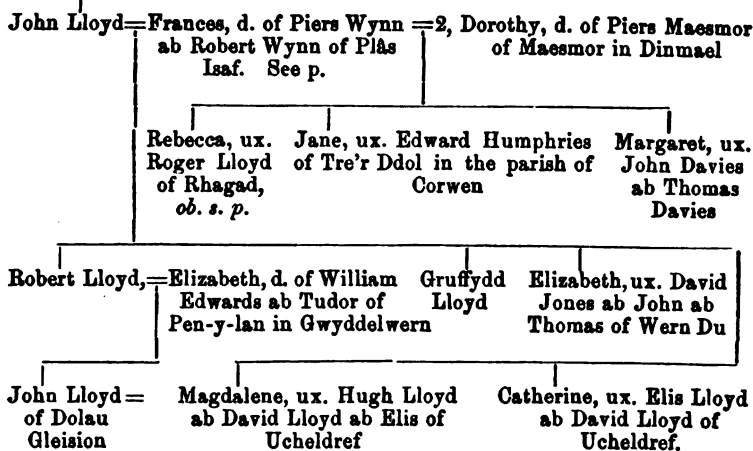 John Lloyd=Frances, d. of Piers Wynn =2, Dorothy, d. of Piers Maesmor
ab Robert Wynn of Plâs of Maesmor in Dinmael
Isaf. See p.
Rebecca, ux. Jane, ux. Edward Humphries Margaret, ux.
Roger Lloyd of Tre'r Ddol in the parish of John Davies
of Rhagad, Corwen ab Thomas
ob. s. p. Davies
Robert Lloyd,=Elizabeth, d. of William Gruffydd Elizabeth, ux. David
Edwards ab Tudor of Lloyd Jones ab John ab
Pen-y-lan in Gwyddelwern Thomas of Wern Du
John Lloyd= Magdalene, ux. Hugh Lloyd Catherine, ux. Elis Lloyd
of Dolau ab David Lloyd ab Elis of ab David Lloyd of
Gleision Ucheldref Ucheldref.